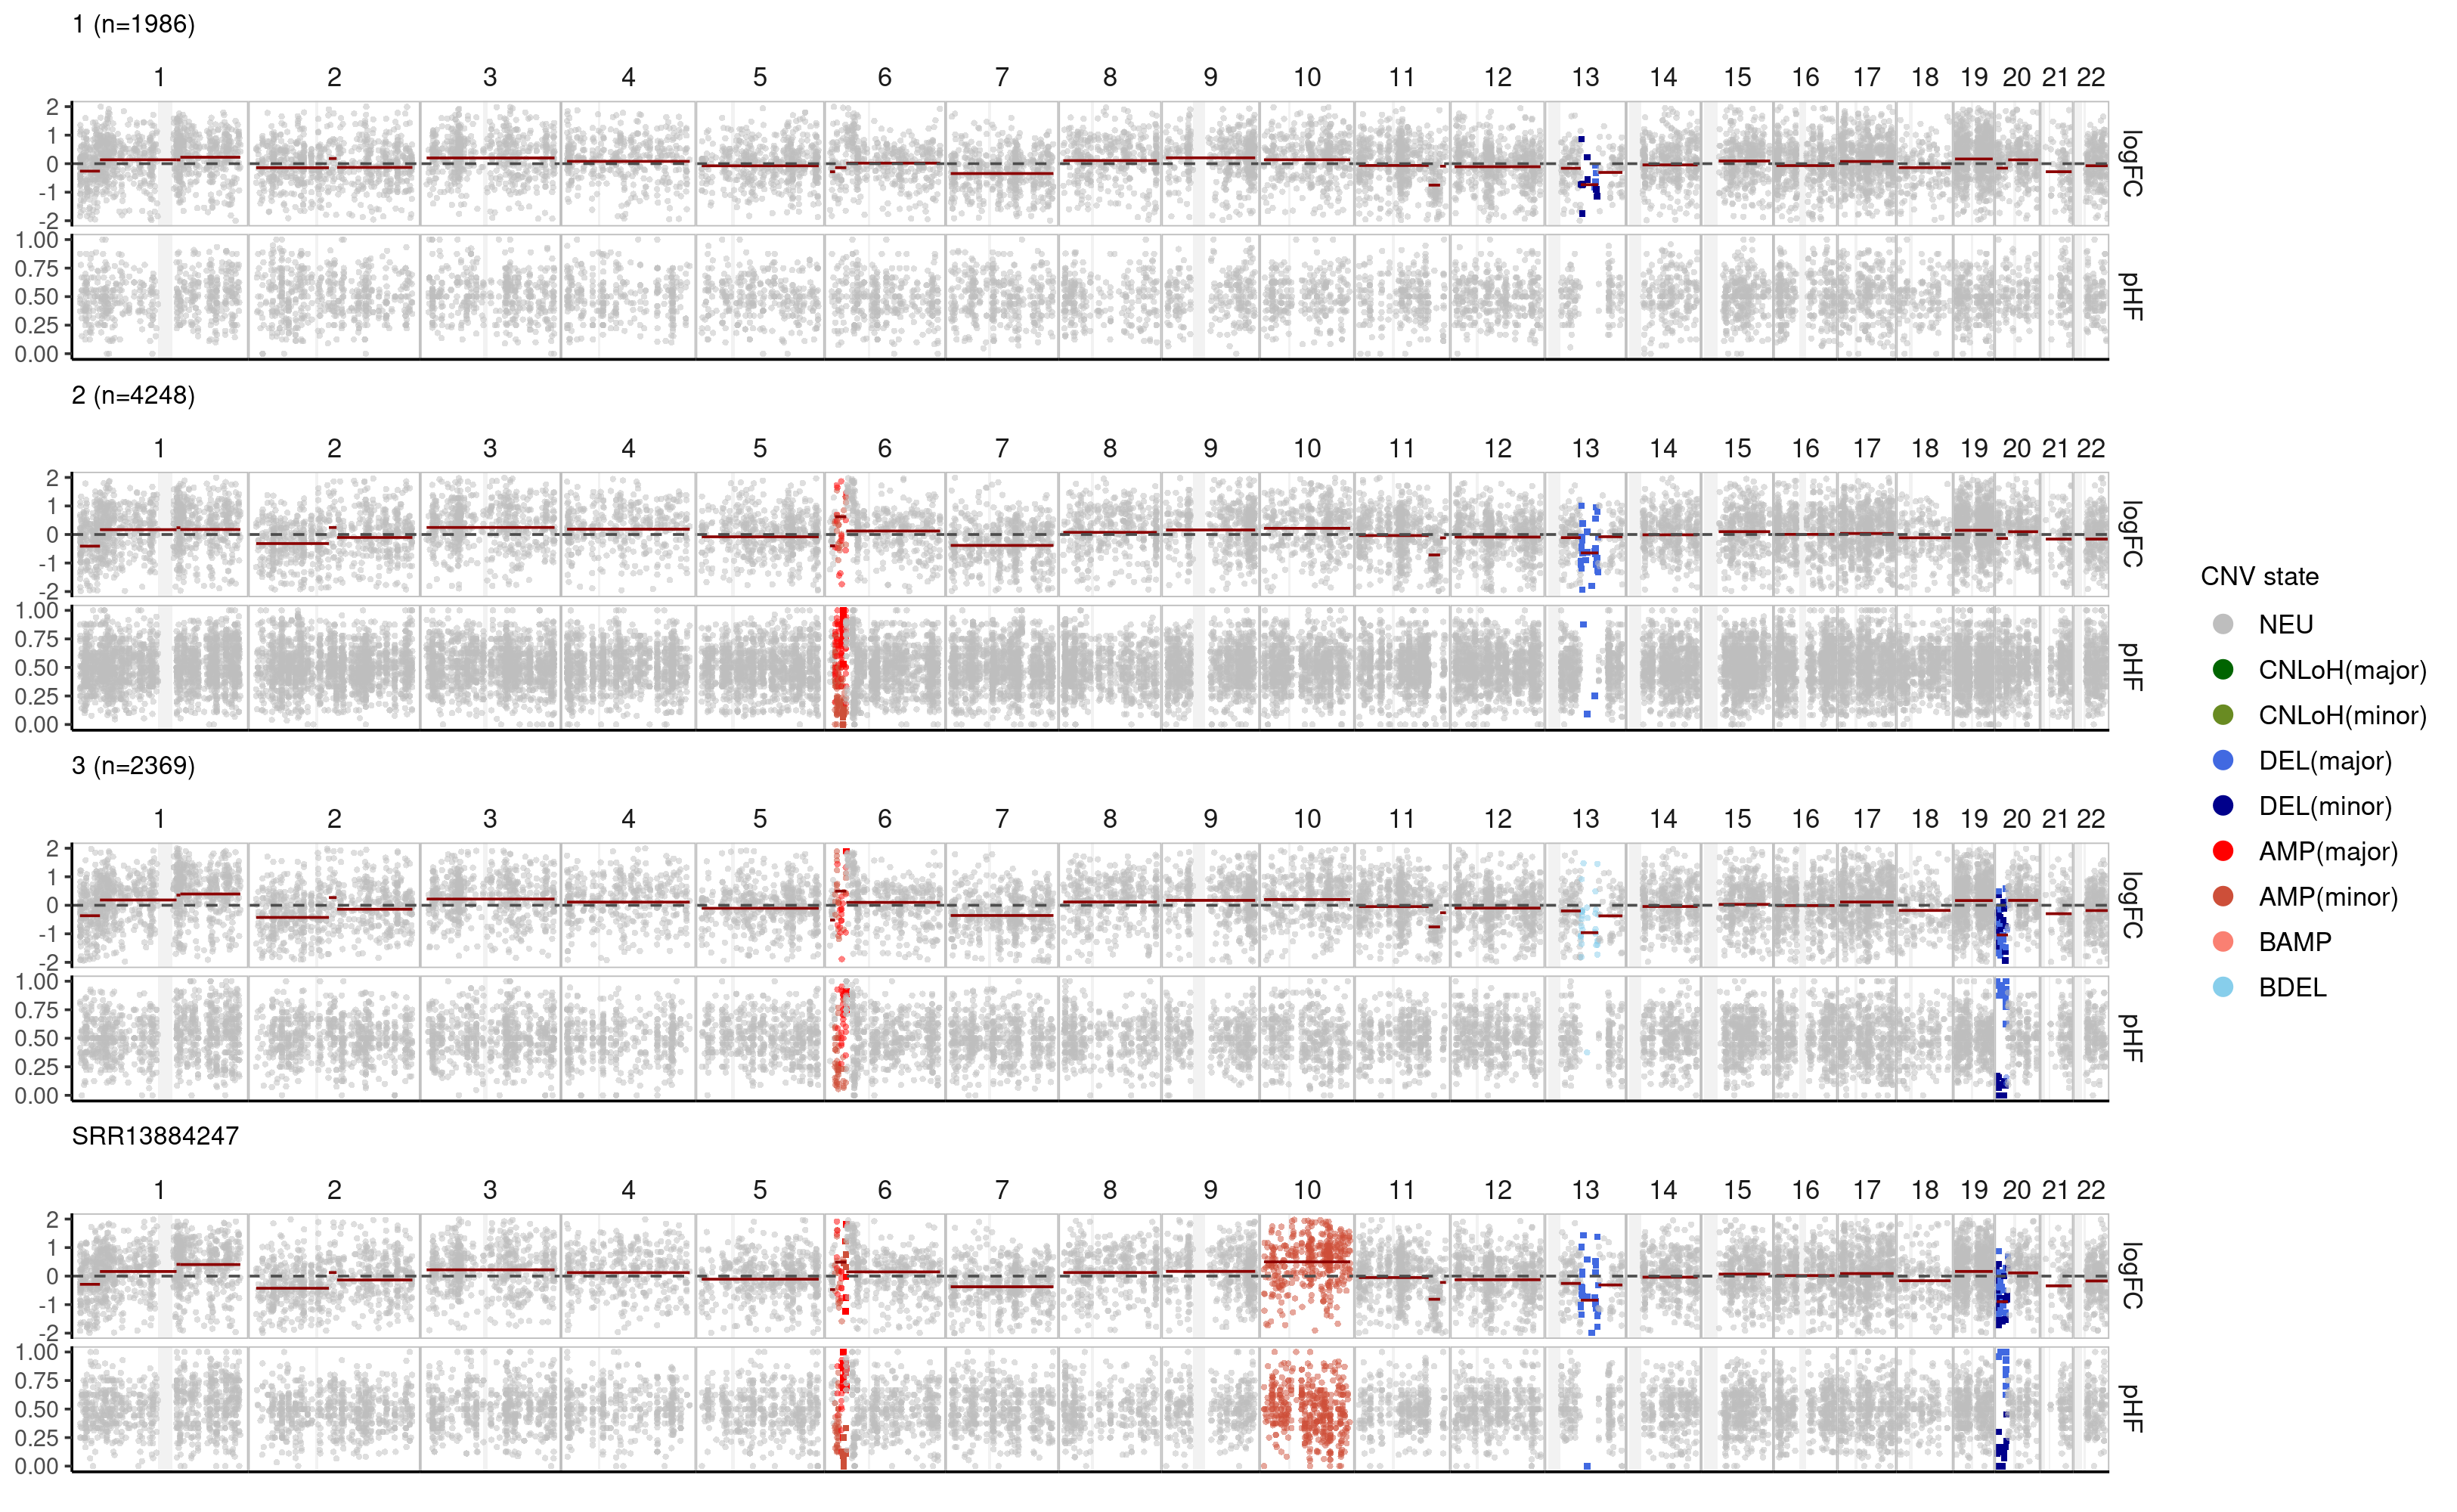 1 (n=1986)
1 2 3 4 5 6 7 8 9 10 11 12 13 14 15 16 17 18 19 20 21 22
2
1
0
-1
-2
logFC
1.00
0.75
0.50
0.25
0.00
pHF
2 (n=4248)
1 2 3 4 5 6 7 8 9 10 11 12 13 14 15 16 17 18 19 20 21 22
2
1
0
-1
-2
logFC
1.00
0.75
0.50
0.25
0.00
pHF
3 (n=2369)
1 2 3 4 5 6 7 8 9 10 11 12 13 14 15 16 17 18 19 20 21 22
2
1
0
-1
-2
logFC
1.00
0.75
0.50
0.25
0.00
pHF
SRR13884247
1 2 3 4 5 6 7 8 9 10 11 12 13 14 15 16 17 18 19 20 21 22
2
1
0
-1
-2
logFC
1.00
0.75
0.50
0.25
0.00
pHF
CNV state
NEU
CNLoH(major)
CNLoH(minor)
DEL(major)
DEL(minor)
AMP(major)
AMP(minor)
BAMP
BDEL